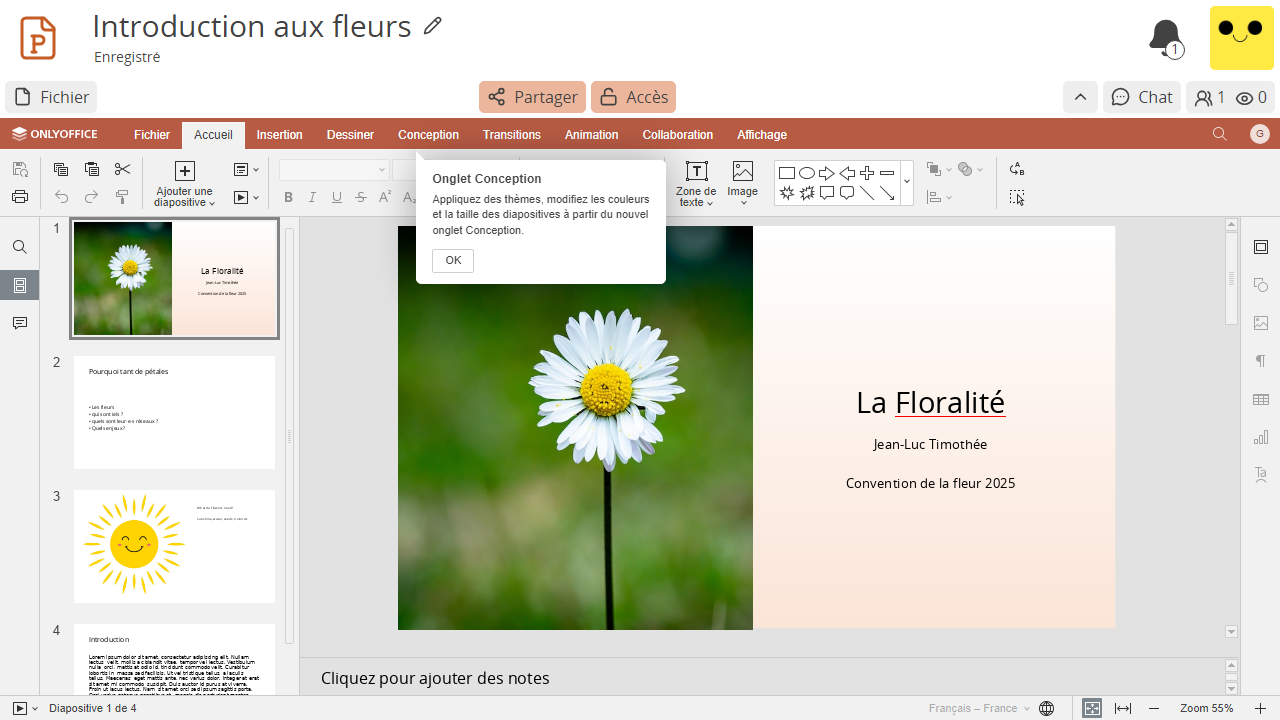 Introduction aux fleurs
Enregistré
1
Fichier
Partager
Accès
Chat
1
0
ONLYOFFICE
Fichier
Accueil
Insertion
Dessiner
Conception
Transitions
Animation
Collaboration
Affichage
G
Ajouter une
diapositive
Zone de
texte
Image
Onglet Conception
Appliquez des thèmes, modifiez les couleurs
et la taille des diapositives à partir du nouvel
onglet Conception.
OK
1
La Floralité
Jean-Luc Timothée
Convention de la fleur 2025
2
Pourquoi tant de pétales
• Les fleurs
• qui sont iels ?
• quels sont leur·e·s réseaux ?
• Quels enjeux?
3
4
Introduction
La Floralité
Jean-Luc Timothée
Convention de la fleur 2025
Cliquez pour ajouter des notes
Diapositive 1 de 4
Français – France
Zoom 55%